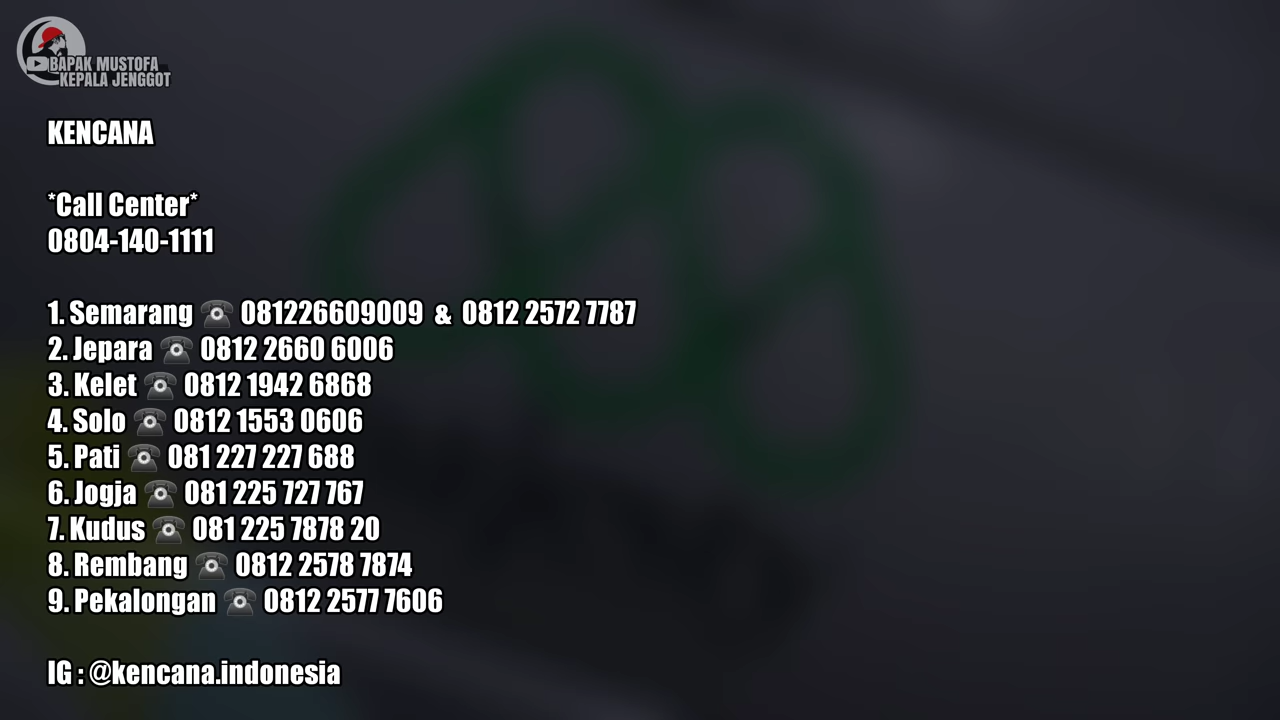 BAPAK MUSTOFA
KEPALA JENGGOT
KENCANA
*Call Center*
0804-140-1111
1. Semarang ☎ 081226609009 & 0812 2572 7787
2. Jepara ☎ 0812 2660 6006
3. Kelet ☎ 0812 1942 6868
4. Solo ☎ 0812 1553 0606
5. Pati ☎ 081 227 227 688
6. Jogja ☎ 081 225 727 767
7. Kudus ☎ 081 225 7878 20
8. Rembang ☎ 0812 2578 7874
9. Pekalongan ☎ 0812 2577 7606
IG : @kencana.indonesia